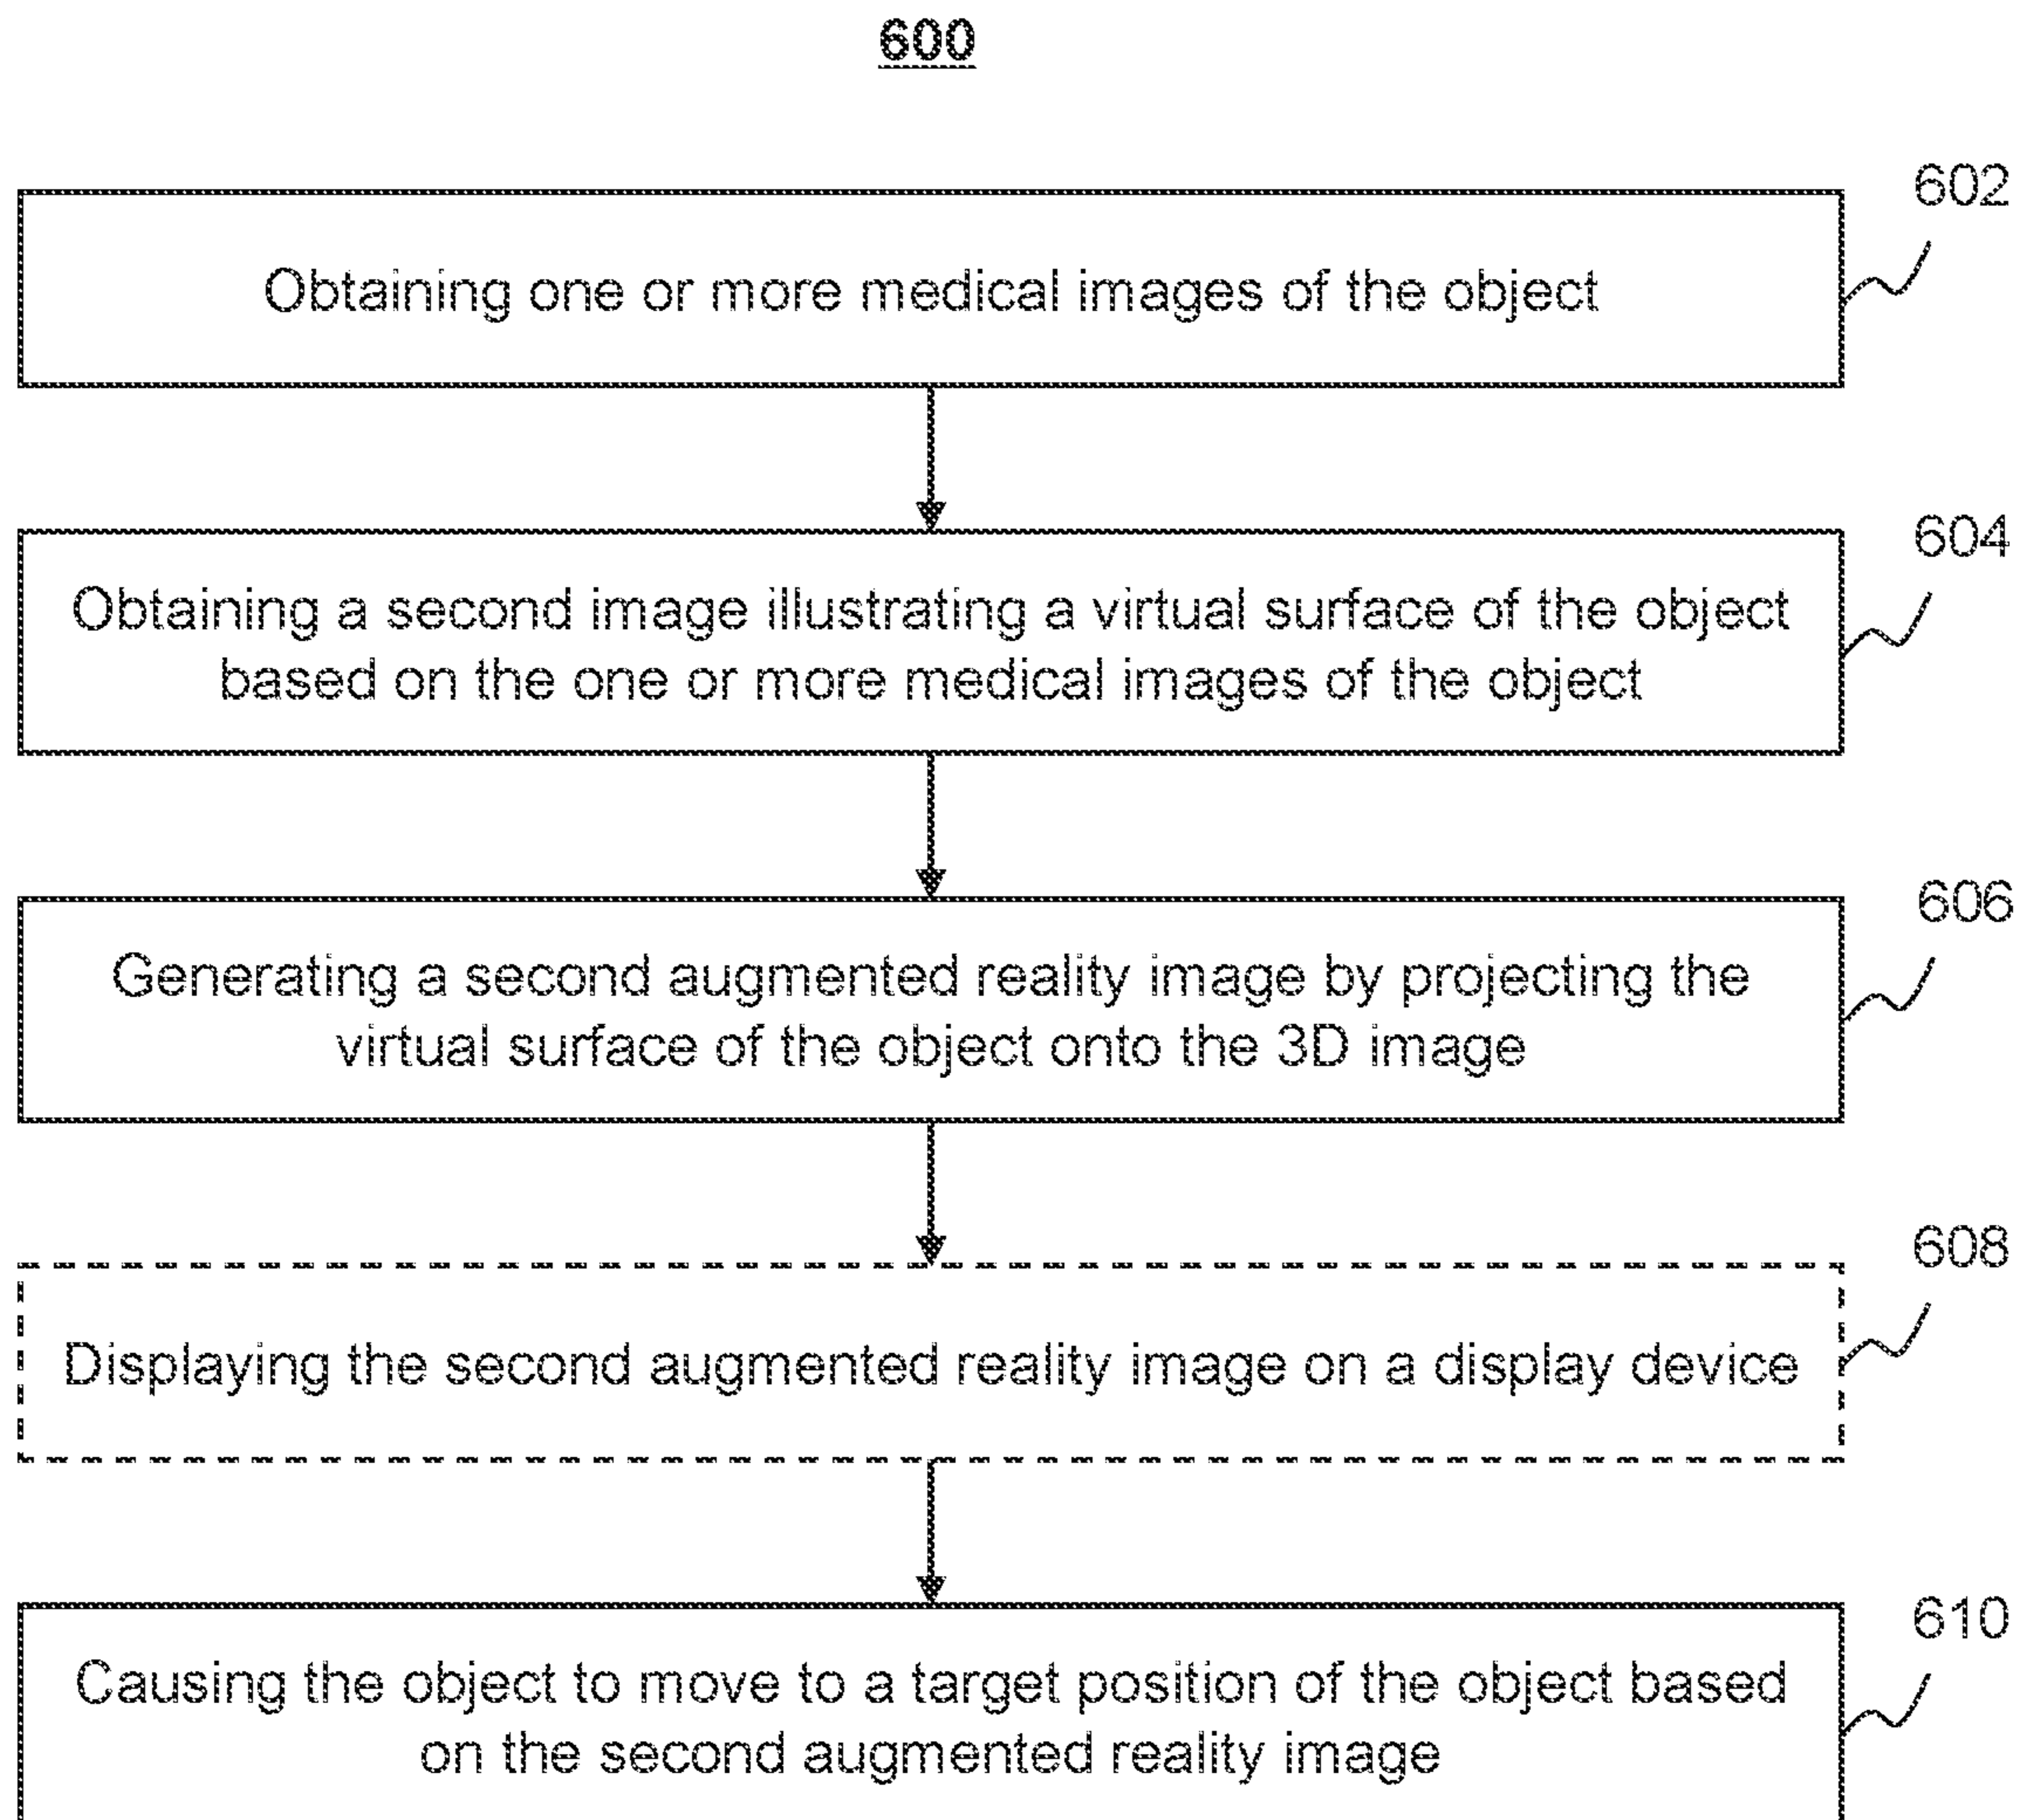 600
602
Obtaining one or more medical images of the object
604
Obtaining a second image illustrating a virtual surface of the object
based on the one or more medical images of the object
606
Generating a second augmented reality image by projecting the
virtual surface of the object onto the 3D image
608
Displaying the second augmented reality image on a display device
610
Causing the object to move to a target position of the object based
on the second augmented reality image